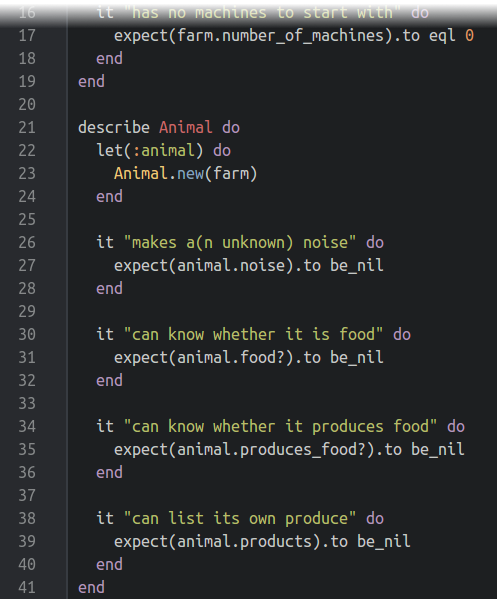 16 it "has no machines to start with" do
17 expect(farm.number_of_machines).to eql 0
18 end
19 end
20
21 describe Animal do
22 let(:animal) do
23 Animal.new(farm)
24 end
25
26 it "makes a(n unknown) noise" do
27 expect(animal.noise).to be_nil
28 end
29
30 it "can know whether it is food" do
31 expect(animal.food?).to be_nil
32 end
33
34 it "can know whether it produces food" do
35 expect(animal.produces_food?).to be_nil
36 end
37
38 it "can list its own produce" do
39 expect(animal.products).to be_nil
40 end
41 end